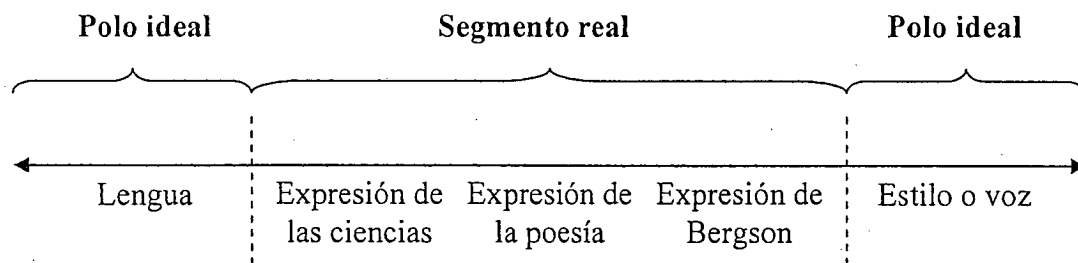 Polo ideal Segmento real Polo ideal
Lengua Expresión de Expresión de Expresión de Estilo o voz
las ciencias la poesía Bergson